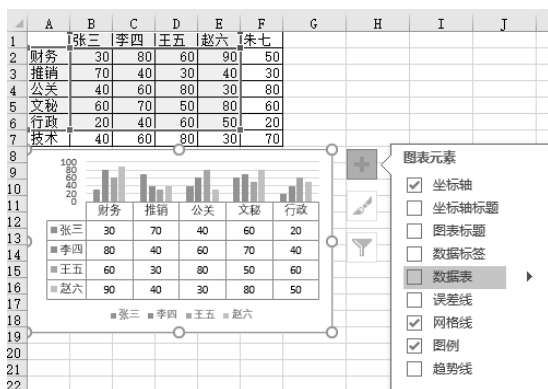 A B C D E F G H I J
1 张三 李四 王五 赵六 朱七
2 财务 30 80 60 90 50
3 推销 70 40 30 40 30
4 公关 40 60 80 30 80
5 文秘 60 70 50 80 60
6 行政 20 40 60 50 20
7 技术 40 60 80 30 70
8
9
10
11
12
13
14
15
16
17
18
19
20
21
22
100
80
60
40
20
0
财务 推销 公关 文秘 行政
张三 30 70 40 60 20
李四 80 40 60 70 40
王五 60 30 80 50 60
赵六 90 40 30 80 50
张三 李四 王五 赵六
图表元素
坐标轴
坐标轴标题
图表标题
数据标签
数据表
误差线
网格线
图例
趋势线